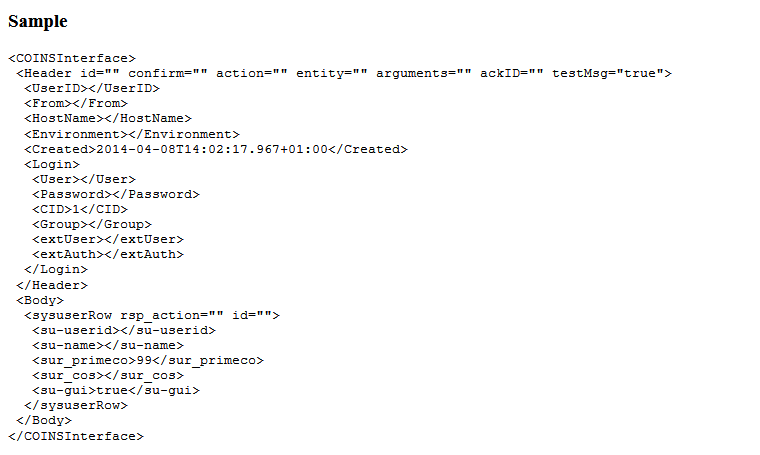 Sample
<COINSInterface>
<Header id="" confirm="" action="" entity="" arguments="" ackID="" testMsg="true">
<UserID></UserID>
<From></From>
<HostName></HostName>
<Environment></Environment>
<Created>2014-04-08T14:02:17.967+01:00</Created>
<Login>
<User></User>
<Password></Password>
<CID>1</CID>
<Group></Group>
<extUser></extUser>
<extAuth></extAuth>
</Login>
</Header>
<Body>
<sysuserRow rsp_action="" id="">
<su-userid></su-userid>
<su-name></su-name>
<sur_primeco>99</sur_primeco>
<sur_cos></sur_cos>
<su-gui>true</su-gui>
</sysuserRow>
</Body>
</COINSInterface>